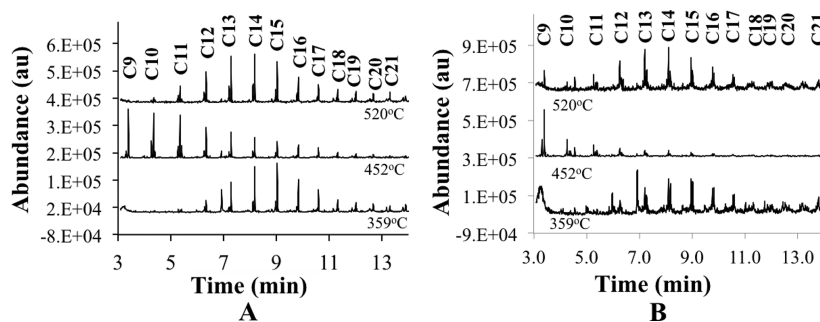 C9 C10 C11 C12 C13 C14 C15 C16 C17 C18 C19 C20 C21
Abundance (au)
6.E+05
4.E+05
3.E+05
2.E+05
1.E+05
2.E+04
-8.E+04
520°C
452°C
359°C
3 5 7 9 11 13
Time (min)
A
C9 C10 C11 C12 C13 C14 C15 C16 C17 C18 C19 C20 C21
Abundance (au)
9.E+05
7.E+05
5.E+05
3.E+05
1.E+05
-9.E+04
520°C
452°C
359°C
3.0 5.0 7.0 9.0 11.0 13.0
Time (min)
B